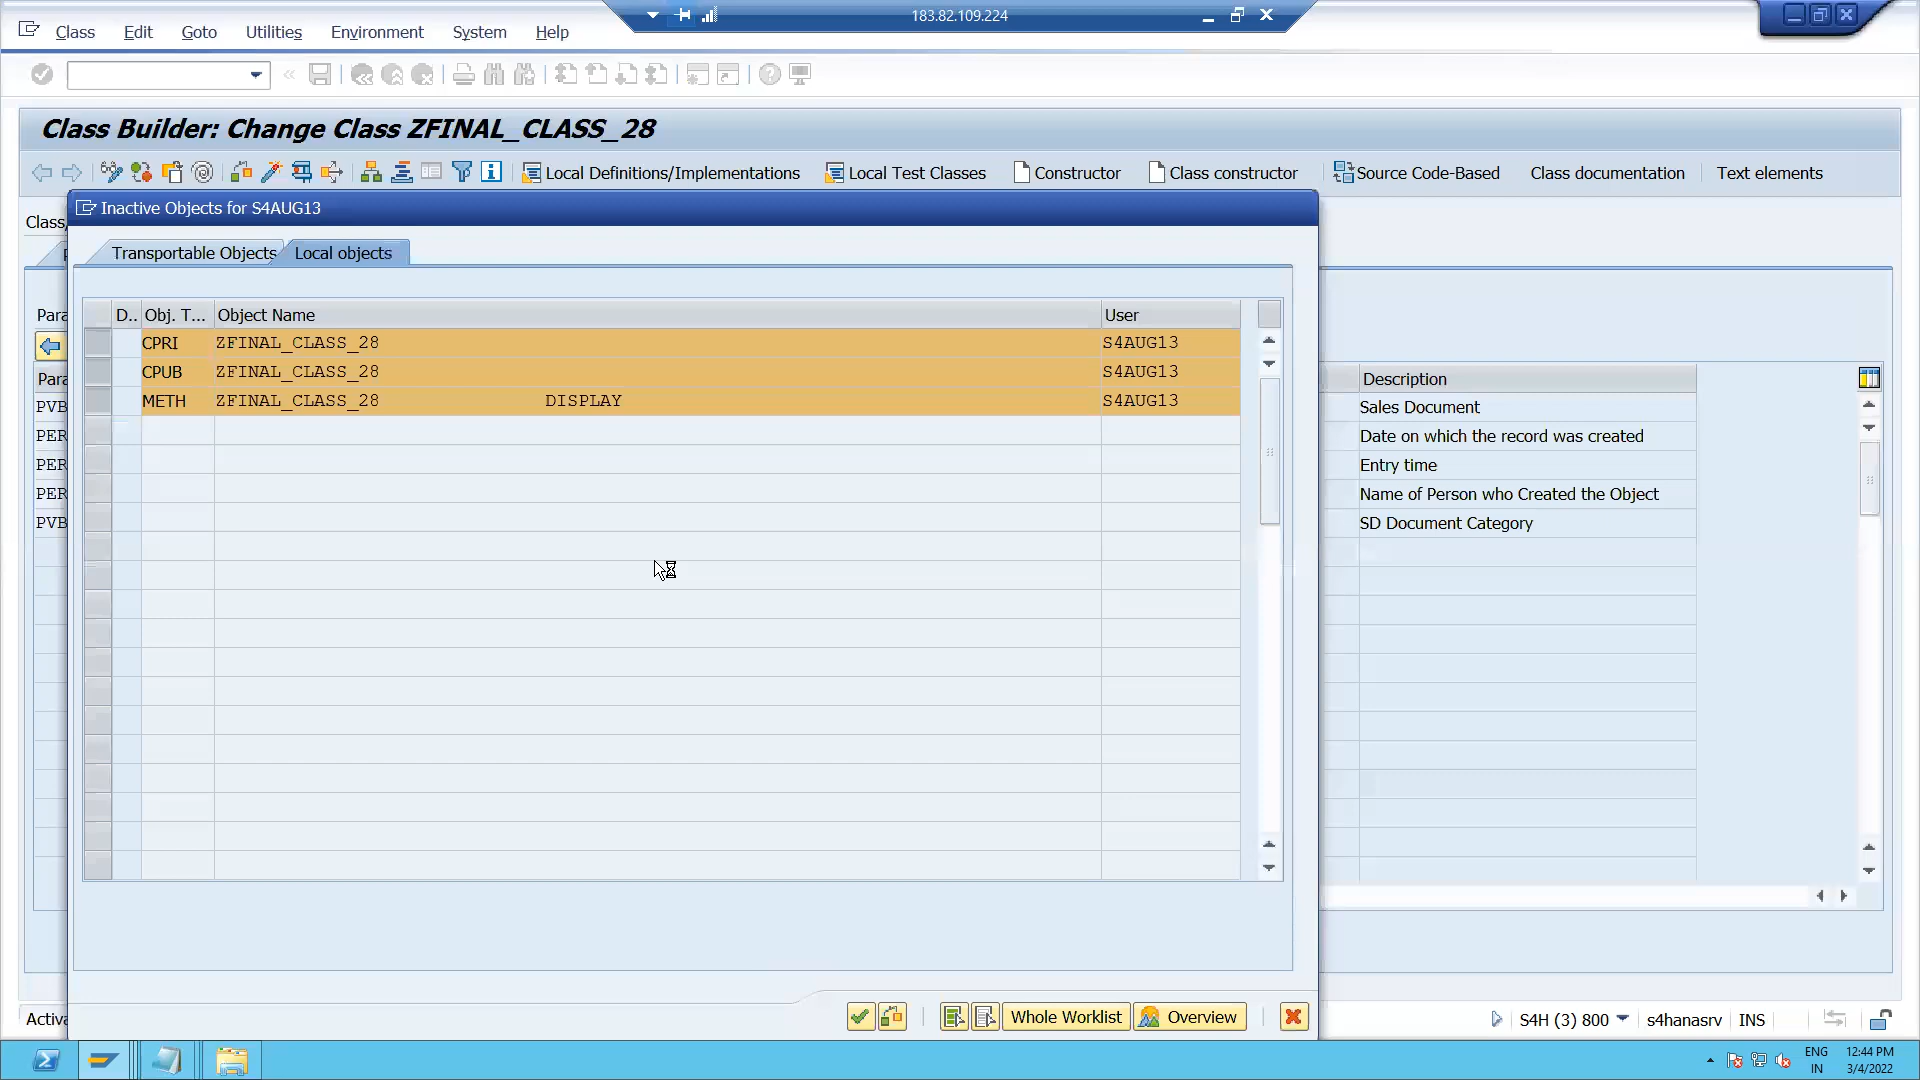 183.82.109.224
Class Edit Goto Utilities Environment System Help
Class Builder: Change Class ZFINAL_CLASS_28
Local Definitions/Implementations Local Test Classes Constructor Class constructor Source Code-Based Class documentation Text elements
Class
Inactive Objects for S4AUG13
Transportable Objects Local objects
Para
D.. Obj. T... Object Name User
CPRI ZFINAL_CLASS_28 S4AUG13
CPUB ZFINAL_CLASS_28 S4AUG13
METH ZFINAL_CLASS_28 DISPLAY S4AUG13
Para Description
PVB Sales Document
PER Date on which the record was created
PER Entry time
PER Name of Person who Created the Object
PVB SD Document Category
Whole Worklist Overview
Activa
S4H (3) 800 s4hanasrv INS
ENG 12:44 PM
IN 3/4/2022